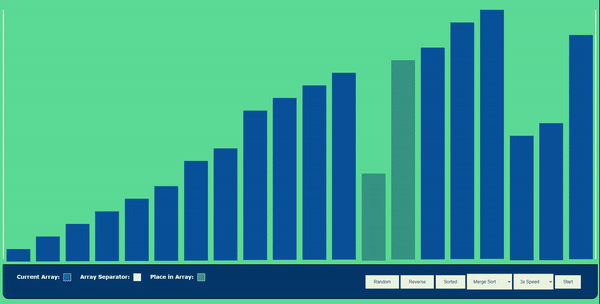 Current Array: Array Separator: Place in Array:
Random Reverse Sorted Merge Sort 3x Speed Start